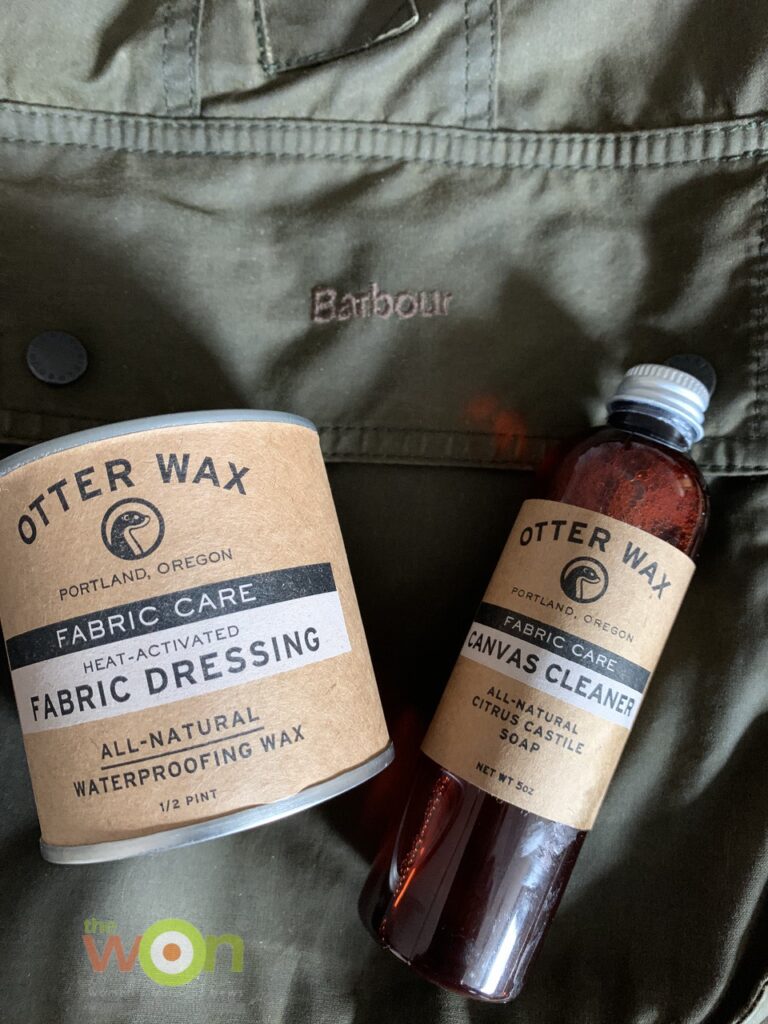 Barbour
OTTER WAX
PORTLAND, OREGON
FABRIC CARE
HEAT-ACTIVATED
FABRIC DRESSING
ALL-NATURAL
WATERPROOFING WAX
1/2 PINT
OTTER WAX
PORTLAND, OREGON
FABRIC CARE
CANVAS CLEANER
ALL-NATURAL
CITRUS CASTILE
SOAP
NET WT 5oz
the
won